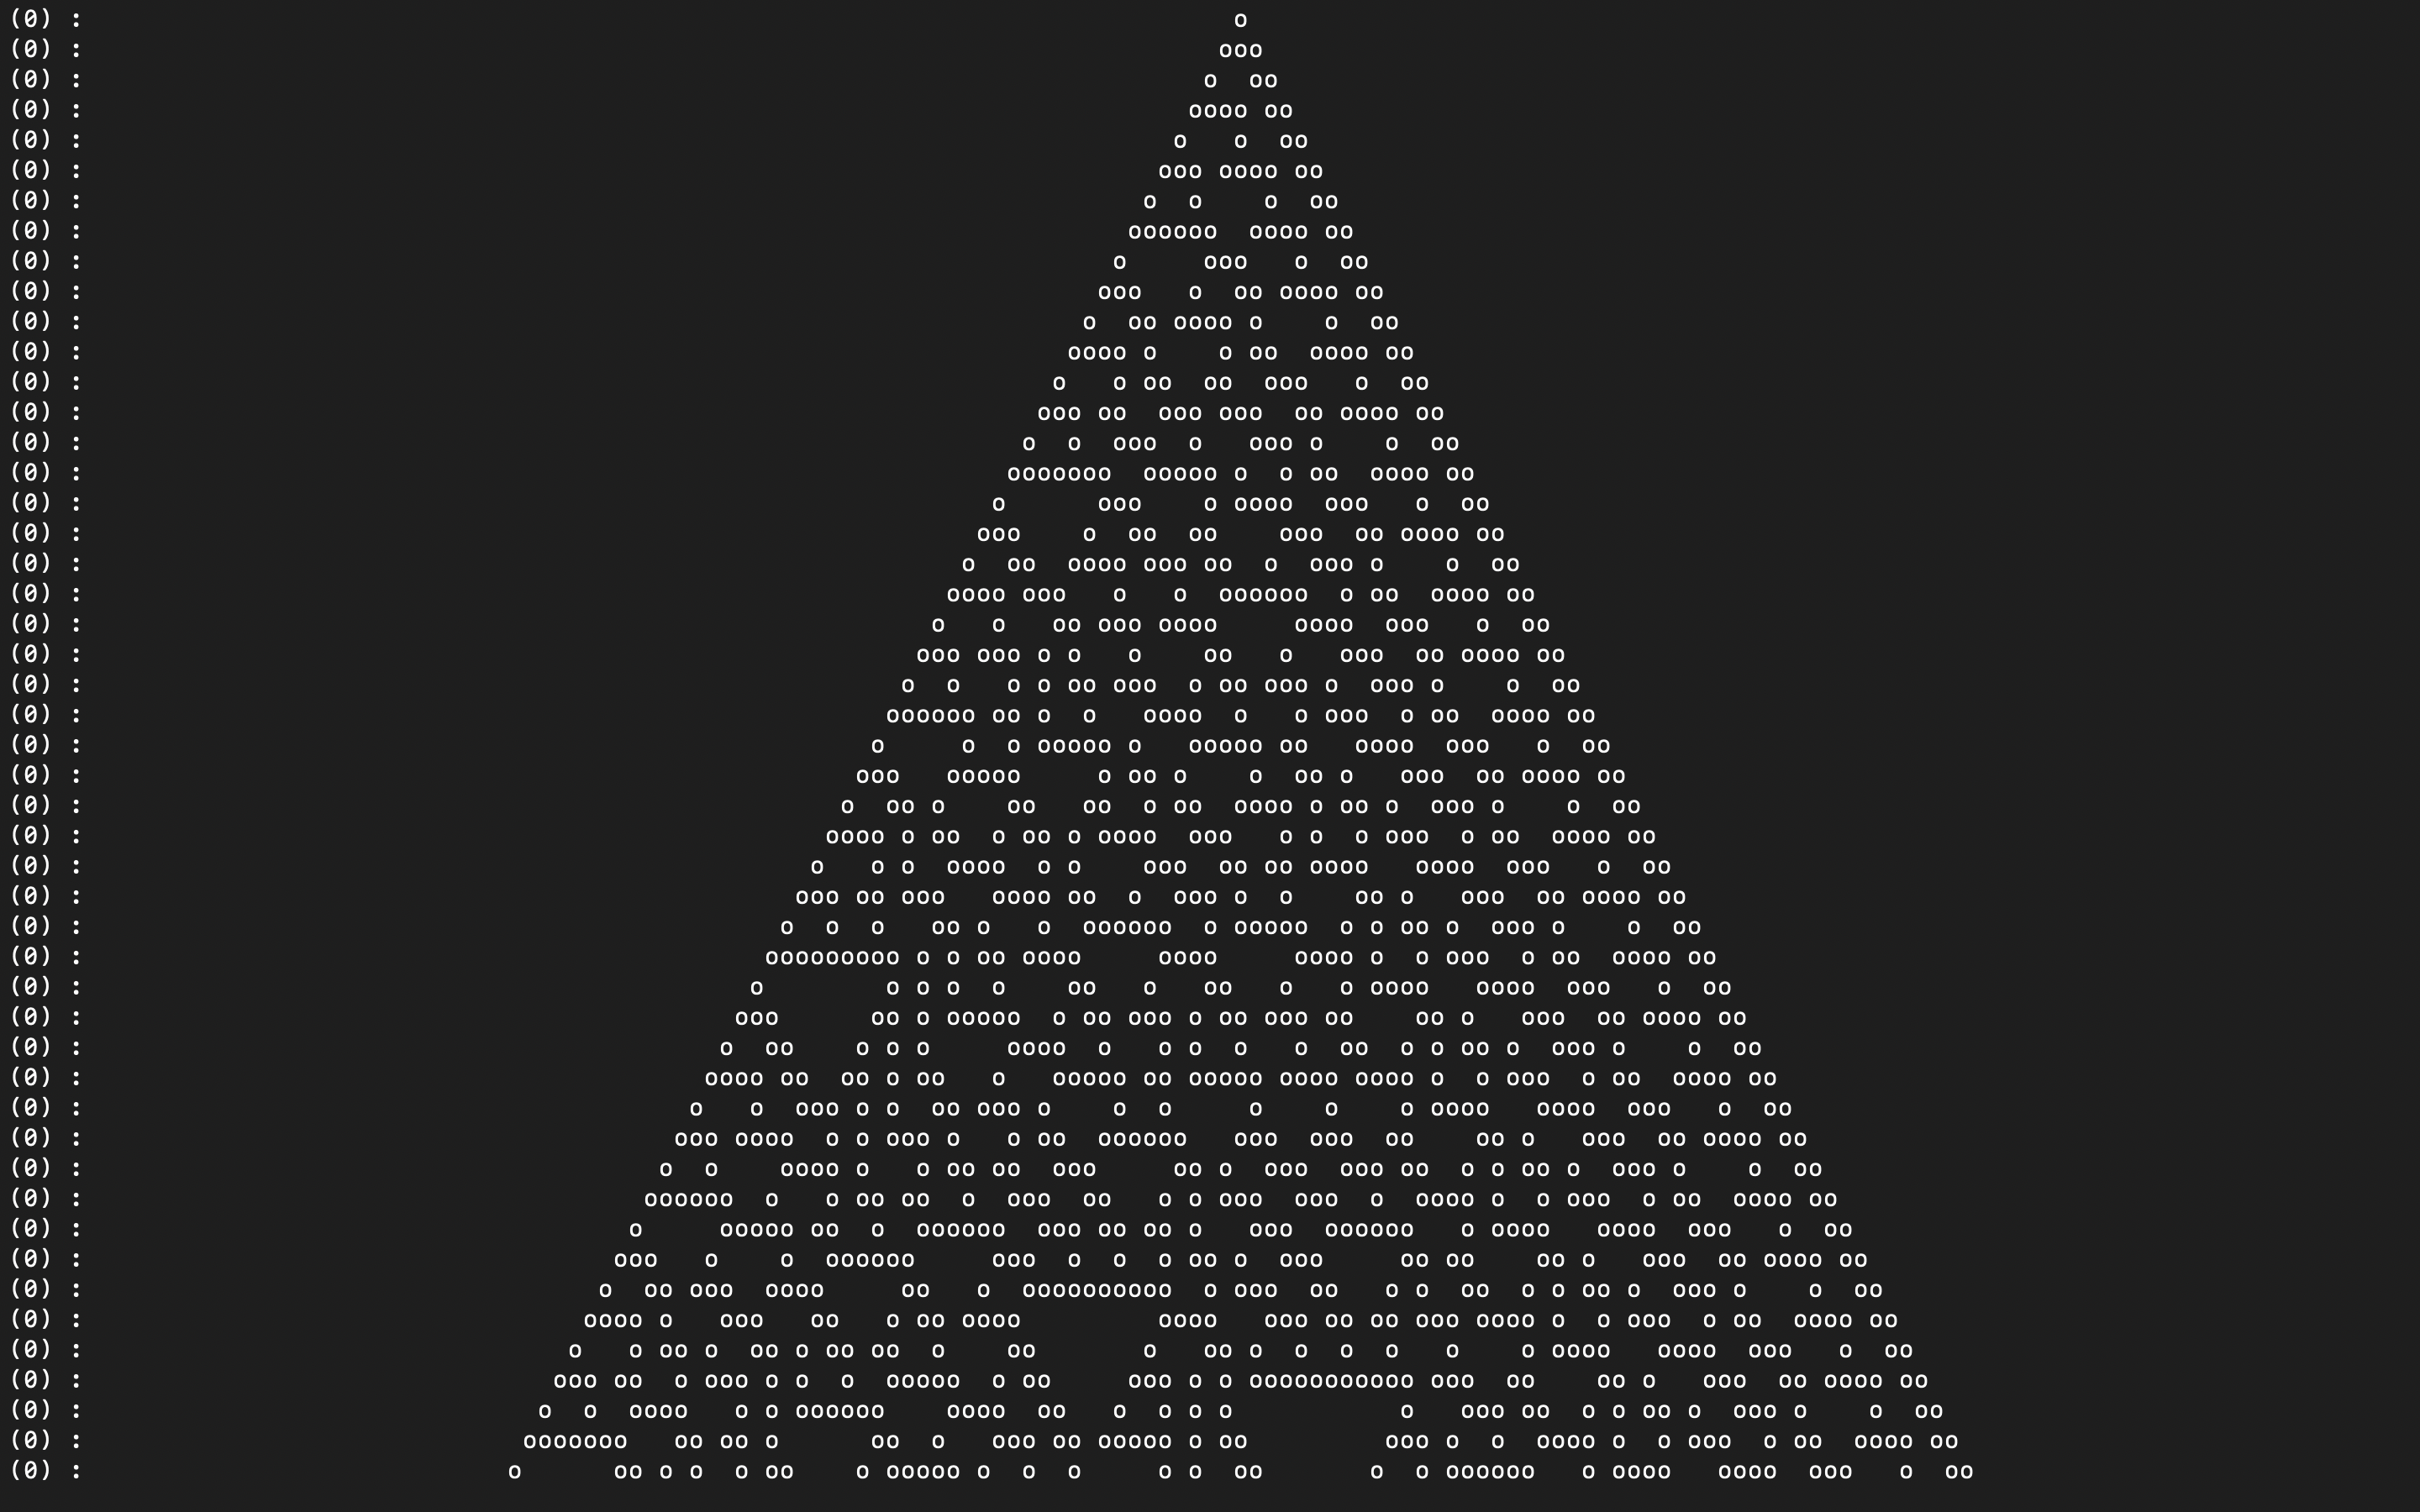 (0) : o
(0) : ooo
(0) : o oo
(0) : oooo oo
(0) : o o oo
(0) : ooo oooo oo
(0) : o o o oo
(0) : oooooo oooo oo
(0) : o ooo o oo
(0) : ooo o oo oooo oo
(0) : o oo oooo o o oo
(0) : oooo o o oo oooo oo
(0) : o o oo oo ooo o oo
(0) : ooo oo ooo ooo oo oooo oo
(0) : o o ooo o ooo o o oo
(0) : ooooooo ooooo o o oo oooo oo
(0) : o ooo o oooo ooo o oo
(0) : ooo o oo oo ooo oo oooo oo
(0) : o oo oooo ooo oo o ooo o o oo
(0) : oooo ooo o o oooooo o oo oooo oo
(0) : o o oo ooo oooo oooo ooo o oo
(0) : ooo ooo o o o oo o ooo oo oooo oo
(0) : o o o o oo ooo o oo ooo o ooo o o oo
(0) : oooooo oo o o oooo o o ooo o oo oooo oo
(0) : o o o ooooo o ooooo oo oooo ooo o oo
(0) : ooo ooooo o oo o o oo o ooo oo oooo oo
(0) : o oo o oo oo o oo oooo o oo o ooo o o oo
(0) : oooo o oo o oo o oooo ooo o o o ooo o oo oooo oo
(0) : o o o oooo o o ooo oo oo oooo oooo ooo o oo
(0) : ooo oo ooo oooo oo o ooo o o oo o ooo oo oooo oo
(0) : o o o oo o o oooooo o ooooo o o oo o ooo o o oo
(0) : ooooooooo o o oo oooo oooo oooo o o ooo o oo oooo oo
(0) : o o o o o oo o oo o o oooo oooo ooo o oo
(0) : ooo oo o ooooo o oo ooo o oo ooo oo oo o ooo oo oooo oo
(0) : o oo o o o oooo o o o o o oo o o oo o ooo o o oo
(0) : oooo oo oo o oo o ooooo oo ooooo oooo oooo o o ooo o oo oooo oo
(0) : o o ooo o o oo ooo o o o o o o oooo oooo ooo o oo
(0) : ooo oooo o o ooo o o oo oooooo ooo ooo oo oo o ooo oo oooo oo
(0) : o o oooo o o oo oo ooo oo o ooo ooo oo o o oo o ooo o o oo
(0) : oooooo o o oo oo o ooo oo o o ooo ooo o oooo o o ooo o oo oooo oo
(0) : o ooooo oo o oooooo ooo oo oo o ooo oooooo o oooo oooo ooo o oo
(0) : ooo o o oooooo ooo o o o oo o ooo oo oo oo o ooo oo oooo oo
(0) : o oo ooo oooo oo o oooooooooo o ooo oo o o oo o o oo o ooo o o oo
(0) : oooo o ooo oo o oo oooo oooo ooo oo oo ooo oooo o o ooo o oo oooo oo
(0) : o o oo o oo o oo oo o oo o oo o o o o o o oooo oooo ooo o oo
(0) : ooo oo o ooo o o o ooooo o oo ooo o o ooooooooooo ooo oo oo o ooo oo oooo oo
(0) : o o oooo o o oooooo oooo oo o o o o o ooo oo o o oo o ooo o o oo
(0) : ooooooo oo oo o oo o ooo oo ooooo o oo ooo o o oooo o o ooo o oo oooo oo
(0) : o oo o o o oo o ooooo o o o o o oo o o oooooo o oooo oooo ooo o oo